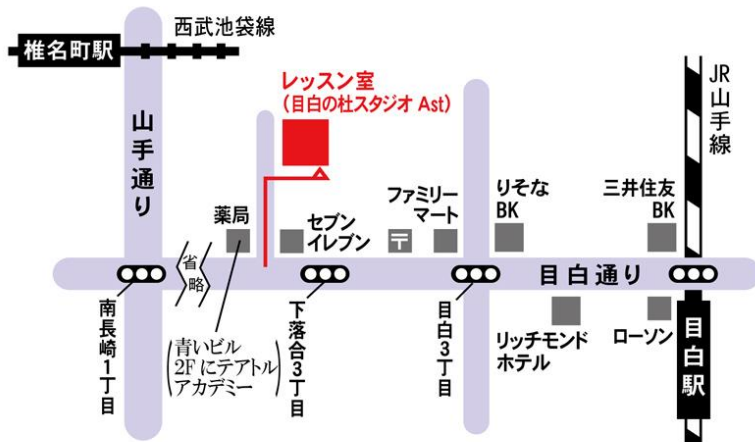 西武池袋線
椎名町駅
レッスン室
(目白の杜スタジオ Ast)
JR山手線
山手通り
薬局
セブン
イレブン
〒
ファミリー
マート
りそな
BK
三井住友
BK
省略
目白通り
南長崎1丁目
(青いビル
2Fにテアトル
アカデミー)
下落合3丁目
目白3丁目
リッチモンド
ホテル
ローソン
目白駅